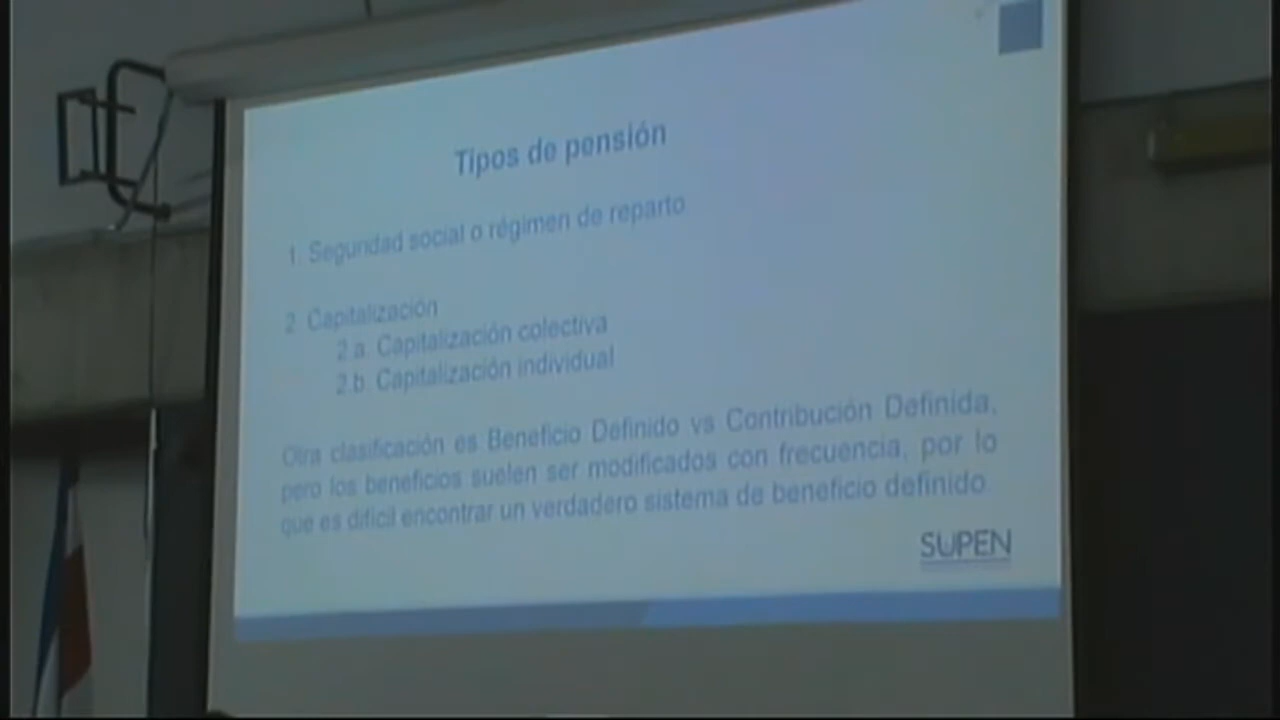 Tipos de pensión
1. Seguridad social o régimen de reparto
2. Capitalización
2.a. Capitalización colectiva
2.b. Capitalización individual
Otra clasificación es Beneficio Definido vs Contribución Definida,
pero los beneficios suelen ser modificados con frecuencia, por lo
que es difícil encontrar un verdadero sistema de beneficio definido
SUPEN